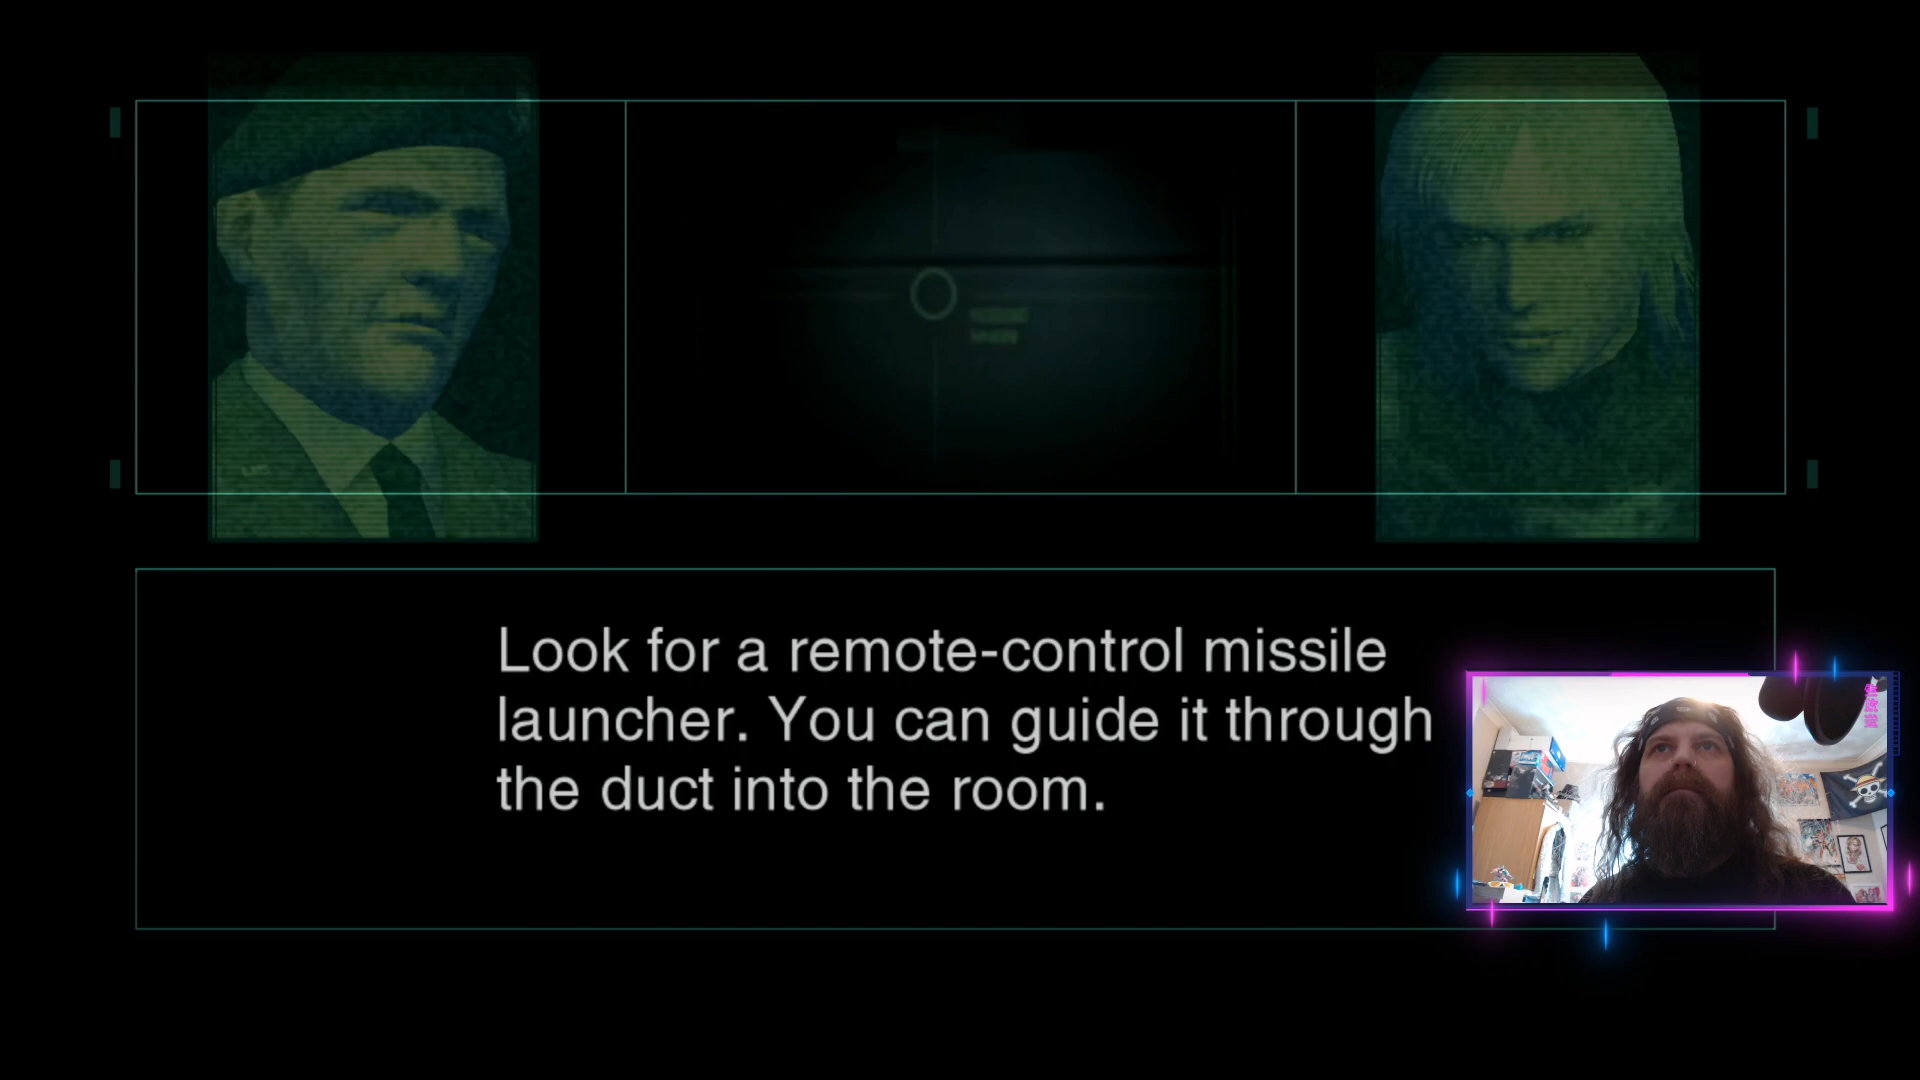 Look for a remote-control missile
launcher. You can guide it through
the duct into the room.